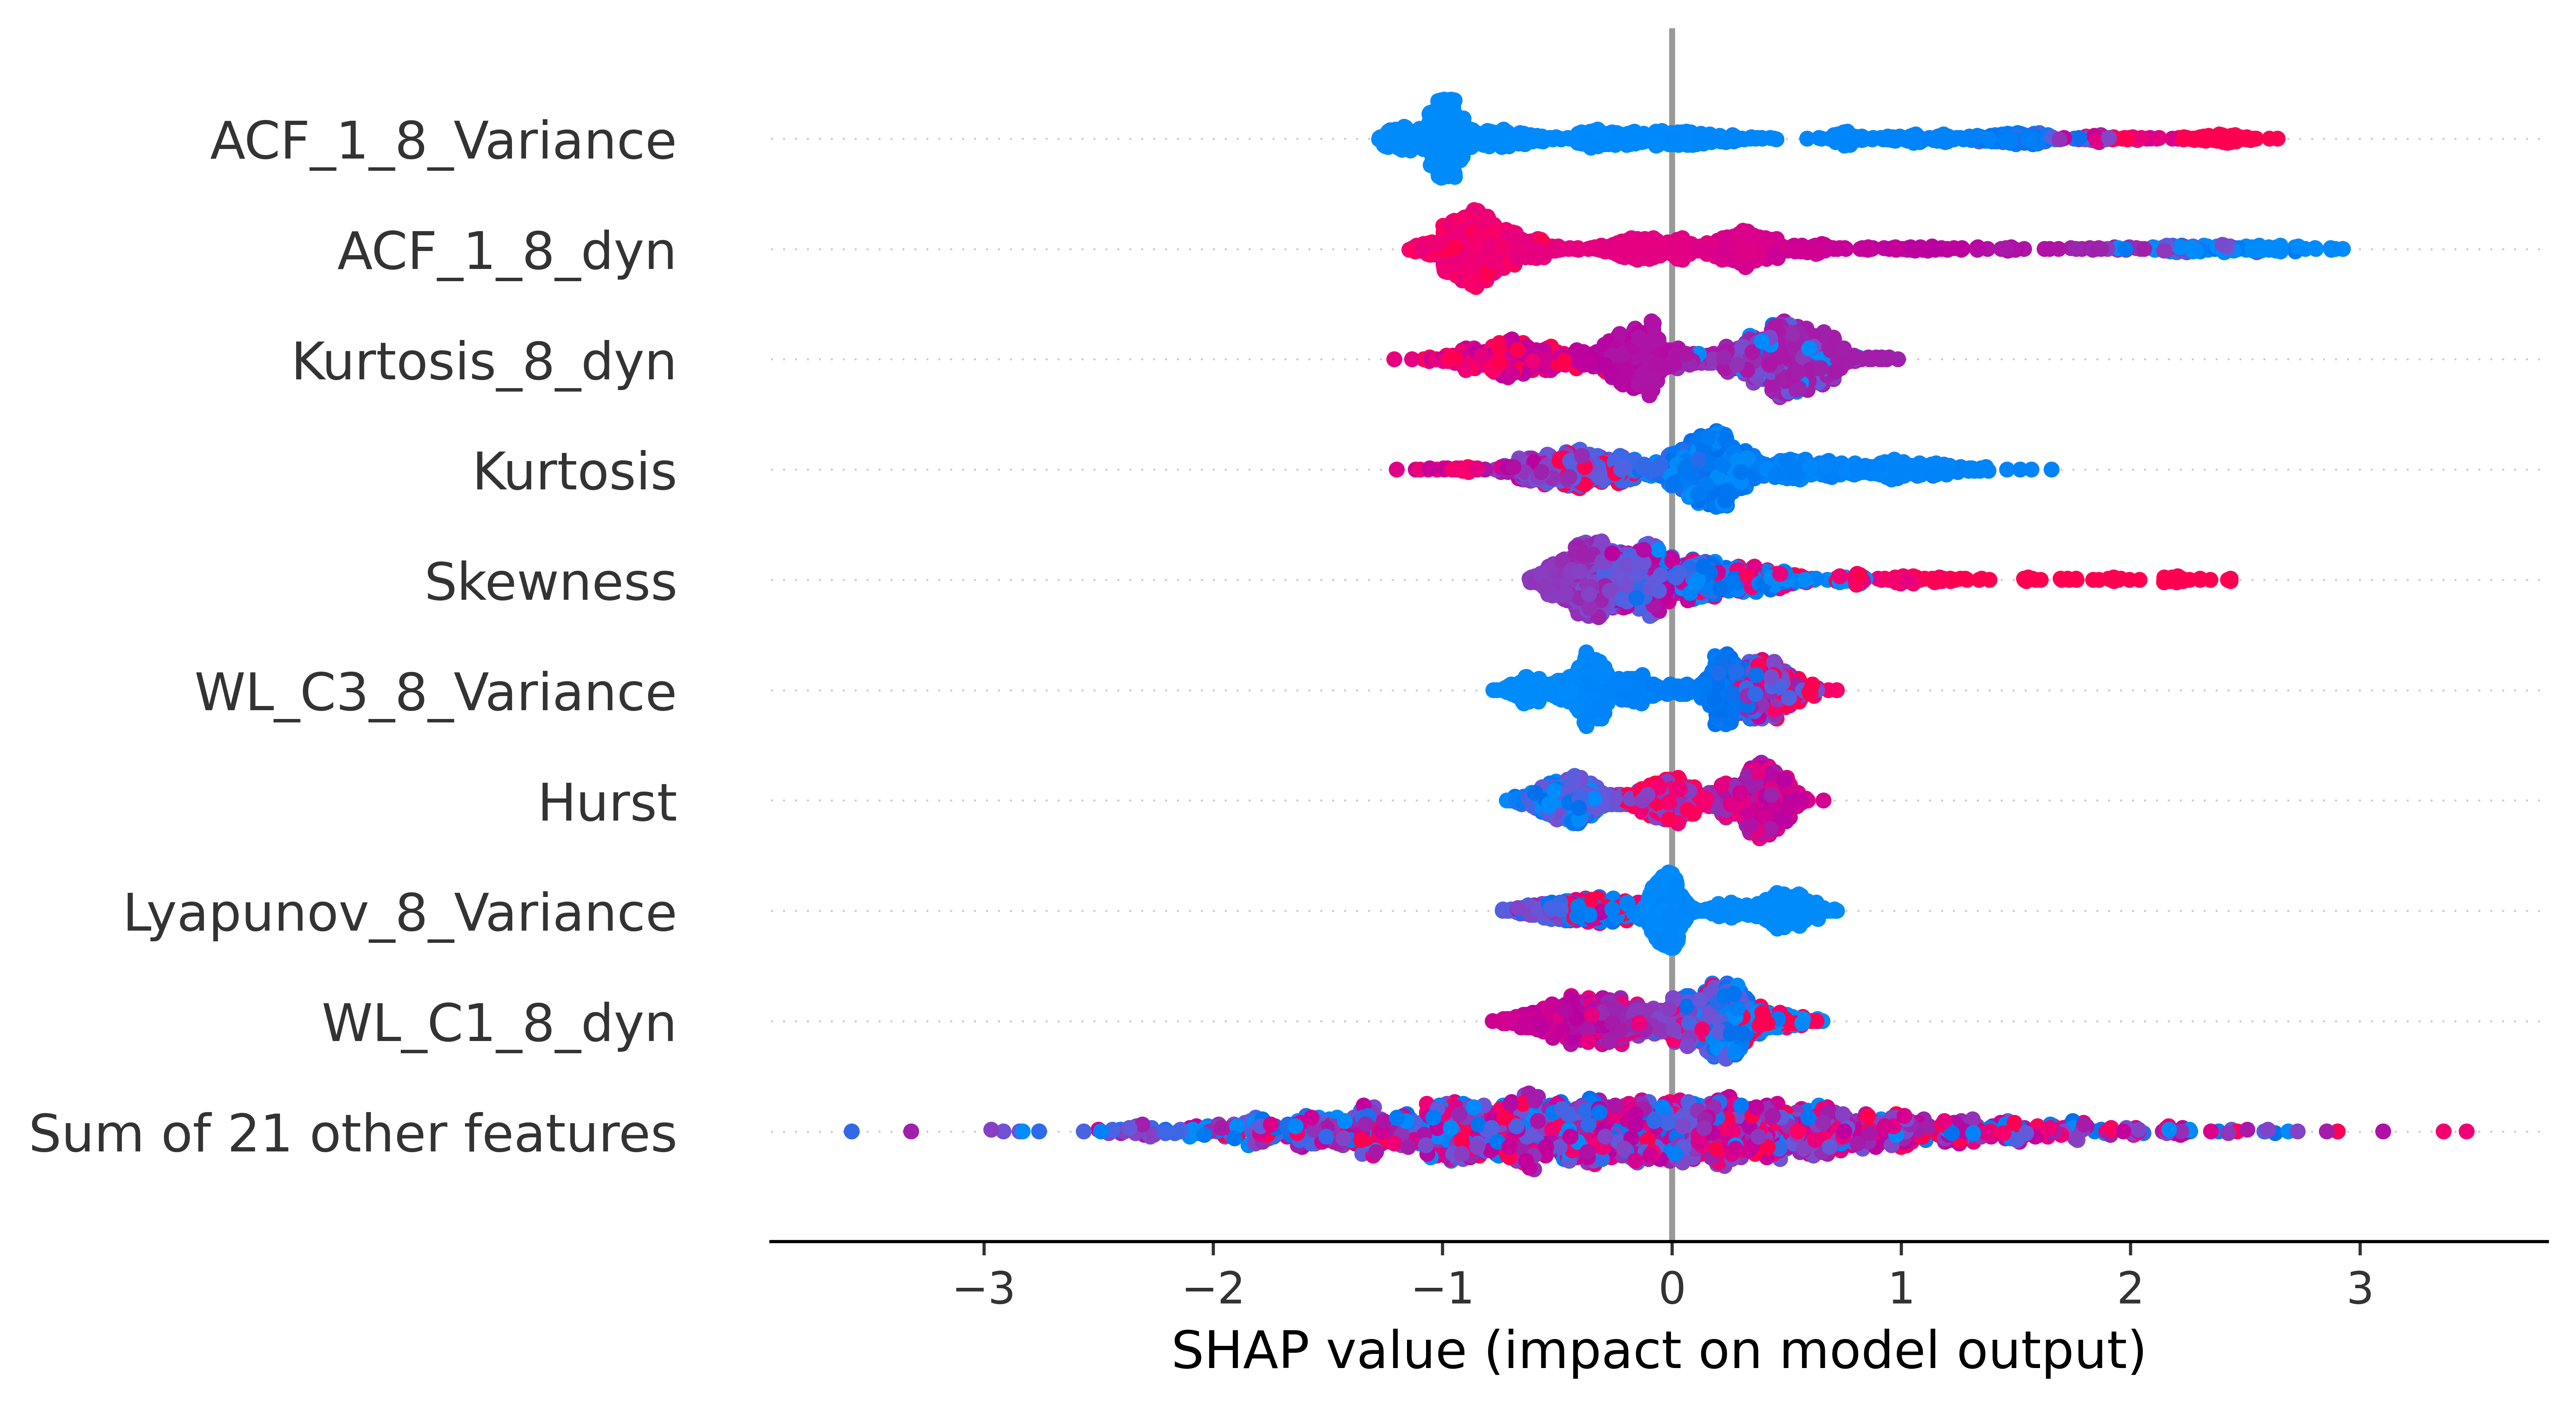 ACF_1_8_Variance
ACF_1_8_dyn
Kurtosis_8_dyn
Kurtosis
Skewness
WL_C3_8_Variance
Hurst
Lyapunov_8_Variance
WL_C1_8_dyn
Sum of 21 other features
−3 −2 −1 0 1 2 3
SHAP value (impact on model output)